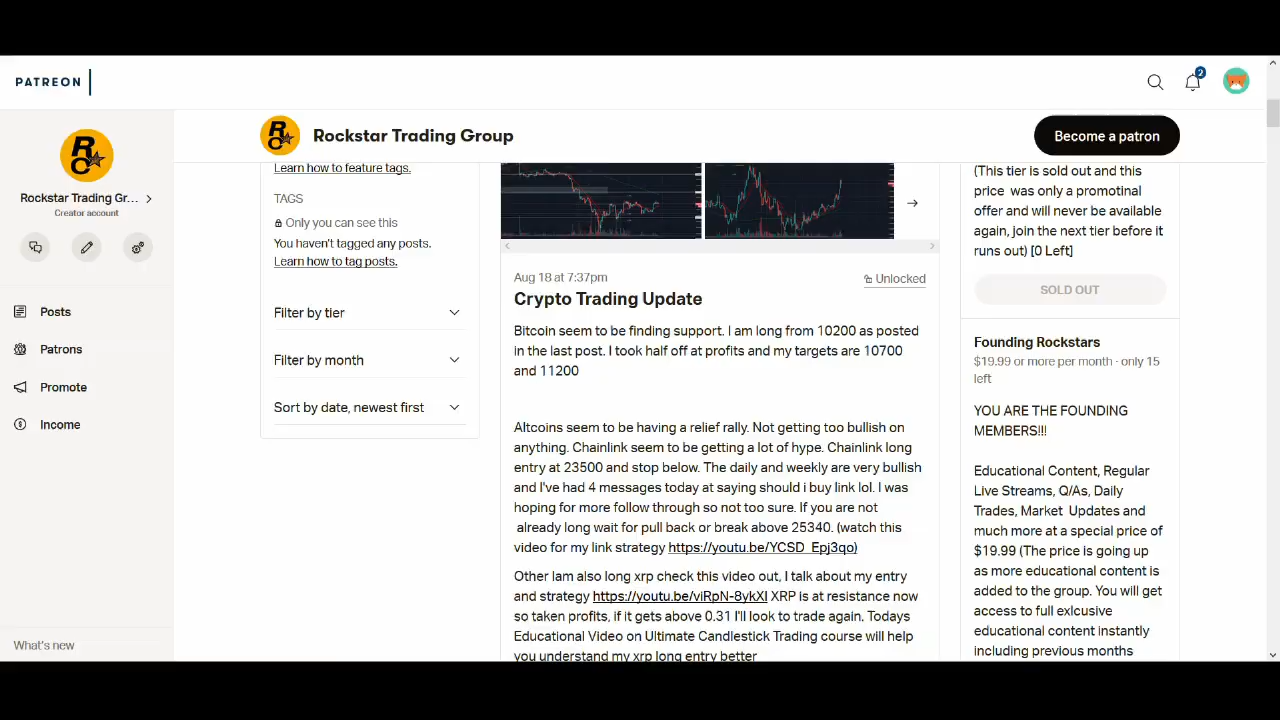 PATREON
2
Rockstar Trading Group
Become a patron
Rockstar Trading Gr...
Creator account
Posts
Patrons
Promote
Income
What's new
Learn how to feature tags.
TAGS
Only you can see this
You haven't tagged any posts.
Learn how to tag posts.
Filter by tier
Filter by month
Sort by date, newest first
Aug 18 at 7:37pm
Unlocked
Crypto Trading Update
Bitcoin seem to be finding support. I am long from 10200 as posted
in the last post. I took half off at profits and my targets are 10700
and 11200
Altcoins seem to be having a relief rally. Not getting too bullish on
anything. Chainlink seem to be getting a lot of hype. Chainlink long
entry at 23500 and stop below. The daily and weekly are very bullish
and I've had 4 messages today at saying should i buy link lol. I was
hoping for more follow through so not too sure. If you are not
already long wait for pull back or break above 25340. (watch this
video for my link strategy https://youtu.be/YCSD_Epj3qo)
Other Iam also long xrp check this video out, I talk about my entry
and strategy https://youtu.be/viRpN-8ykXI XRP is at resistance now
so taken profits, if it gets above 0.31 I'll look to trade again. Todays
Educational Video on Ultimate Candlestick Trading course will help
you understand my xrp long entry better
(This tier is sold out and this
price was only a promotinal
offer and will never be available
again, join the next tier before it
runs out) [0 Left]
SOLD OUT
Founding Rockstars
$19.99 or more per month · only 15
left
YOU ARE THE FOUNDING
MEMBERS!!!
Educational Content, Regular
Live Streams, Q/As, Daily
Trades, Market Updates and
much more at a special price of
$19.99 (The price is going up
as more educational content is
added to the group. You will get
access to full exlcusive
educational content instantly
including previous months